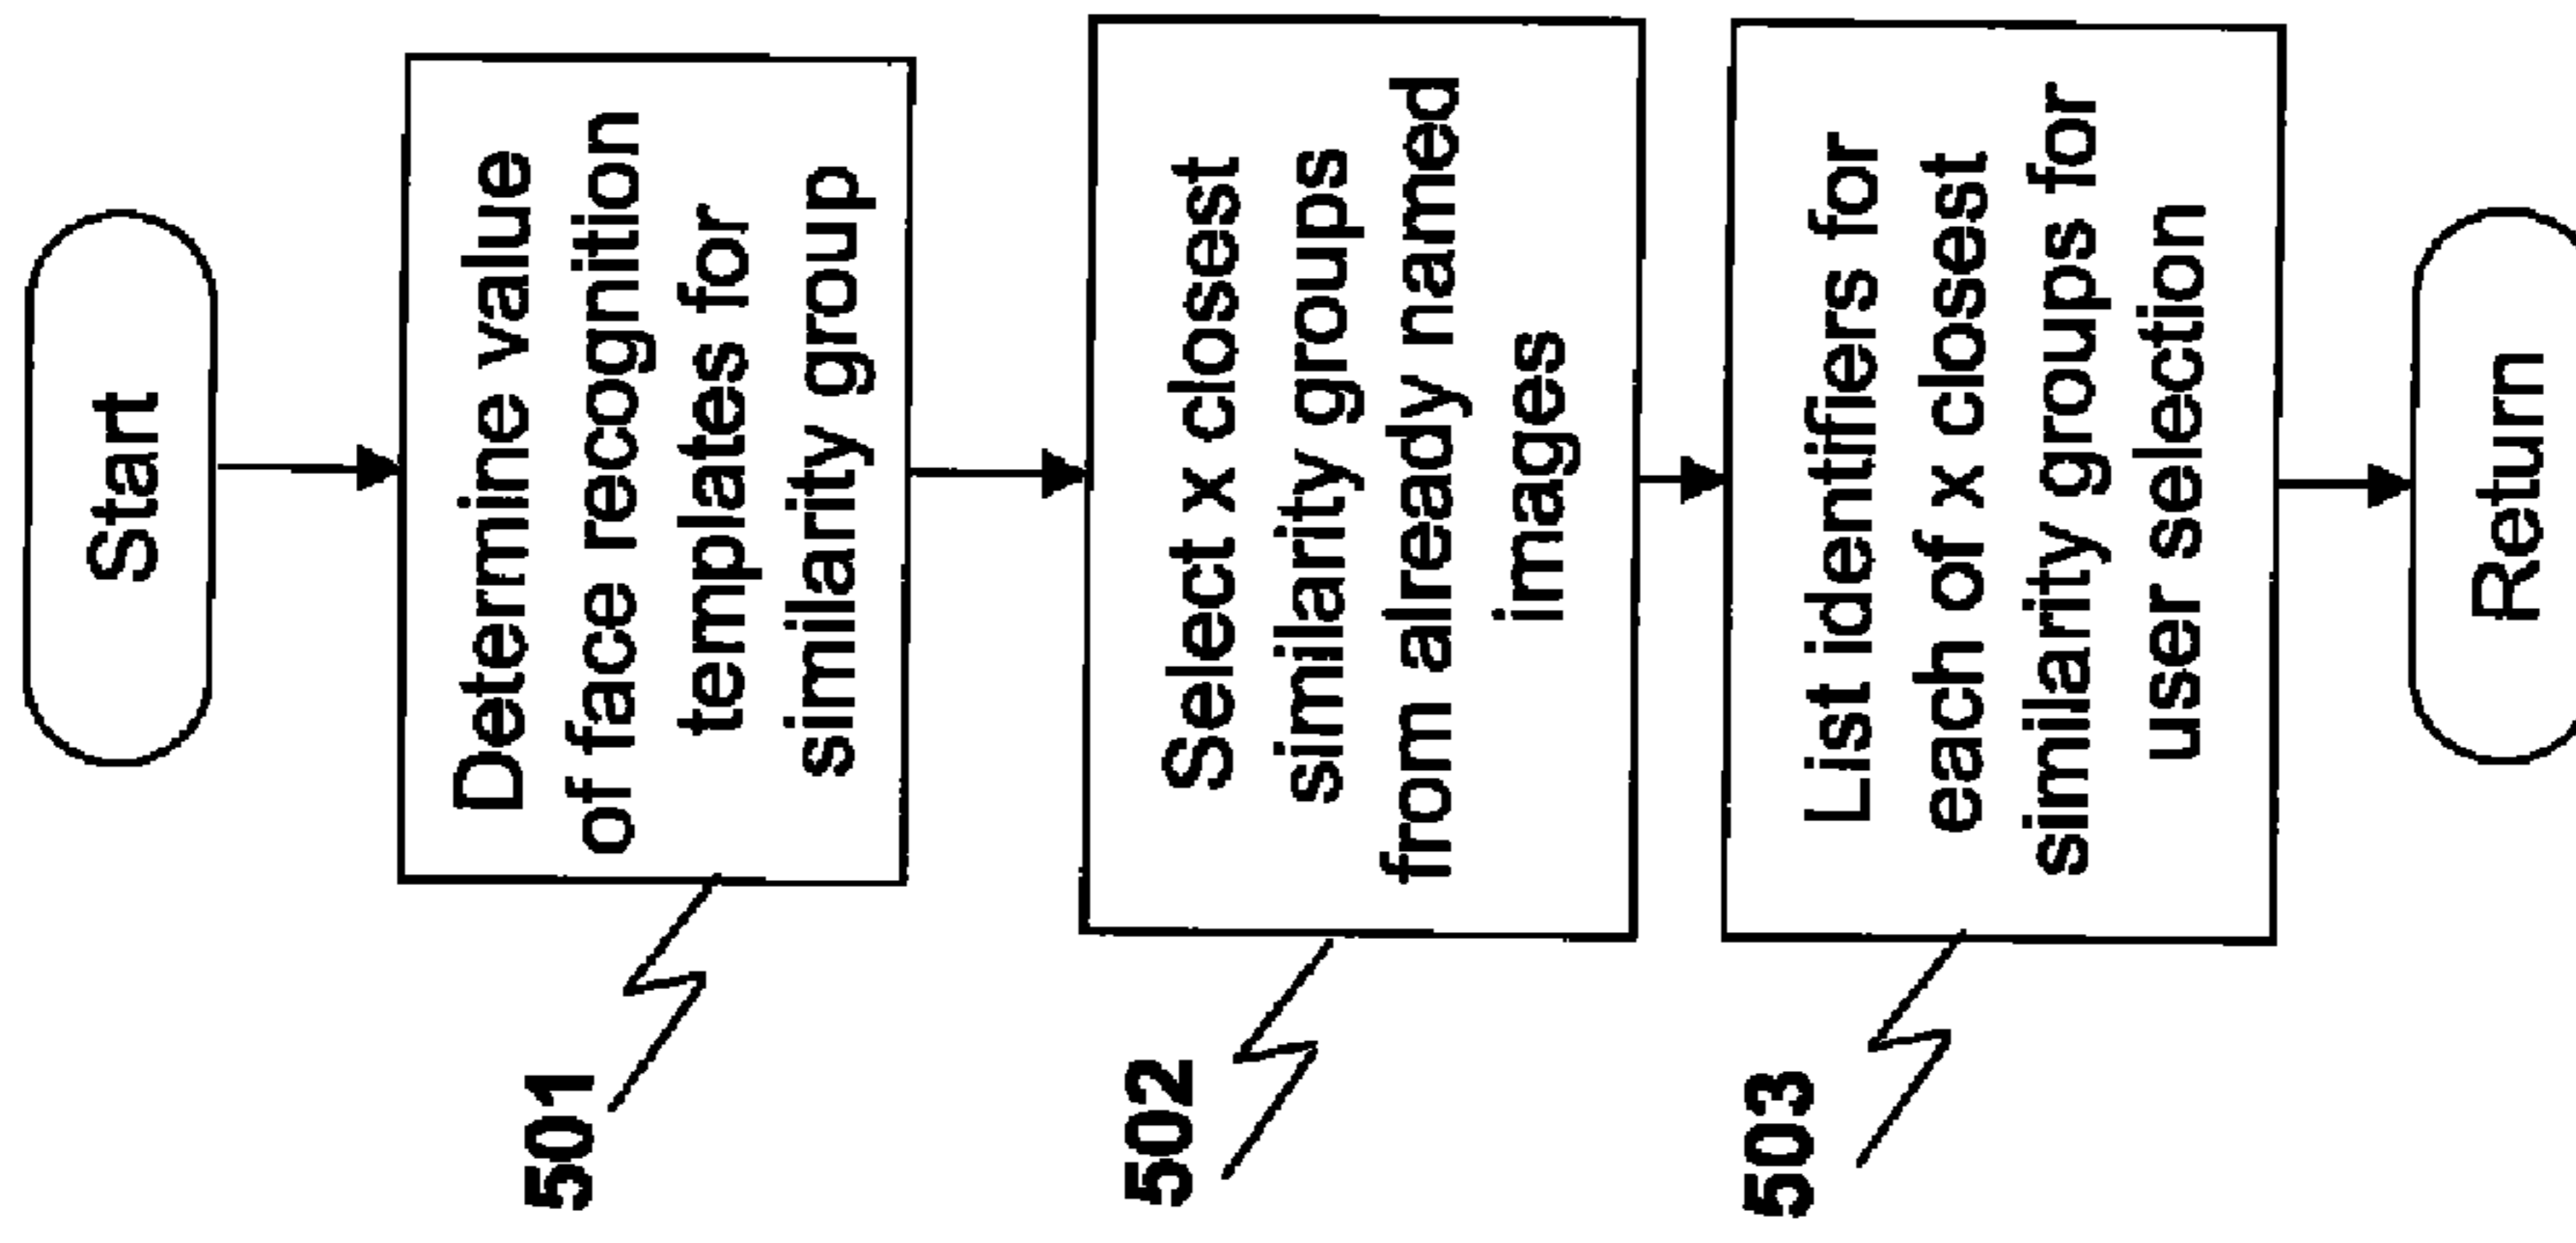 Start
501
Determine value
of face recognition
templates for
similarity group
502
Select x closest
similarity groups
from already named
images
503
List identifiers for
each of x closest
similarity groups for
user selection
Return